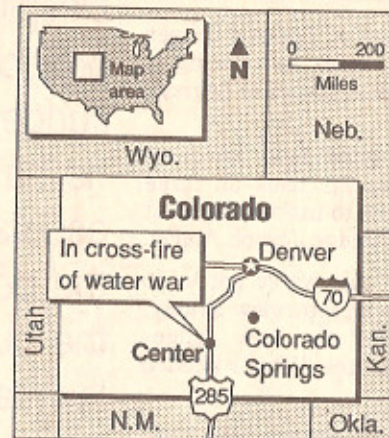 Map
area
N
0 200
Miles
Neb.
Wyo.
Colorado
In cross-fire
of water war
Denver
70
Utah
Center
Colorado
Springs
Kan.
285
N.M.
Okla.